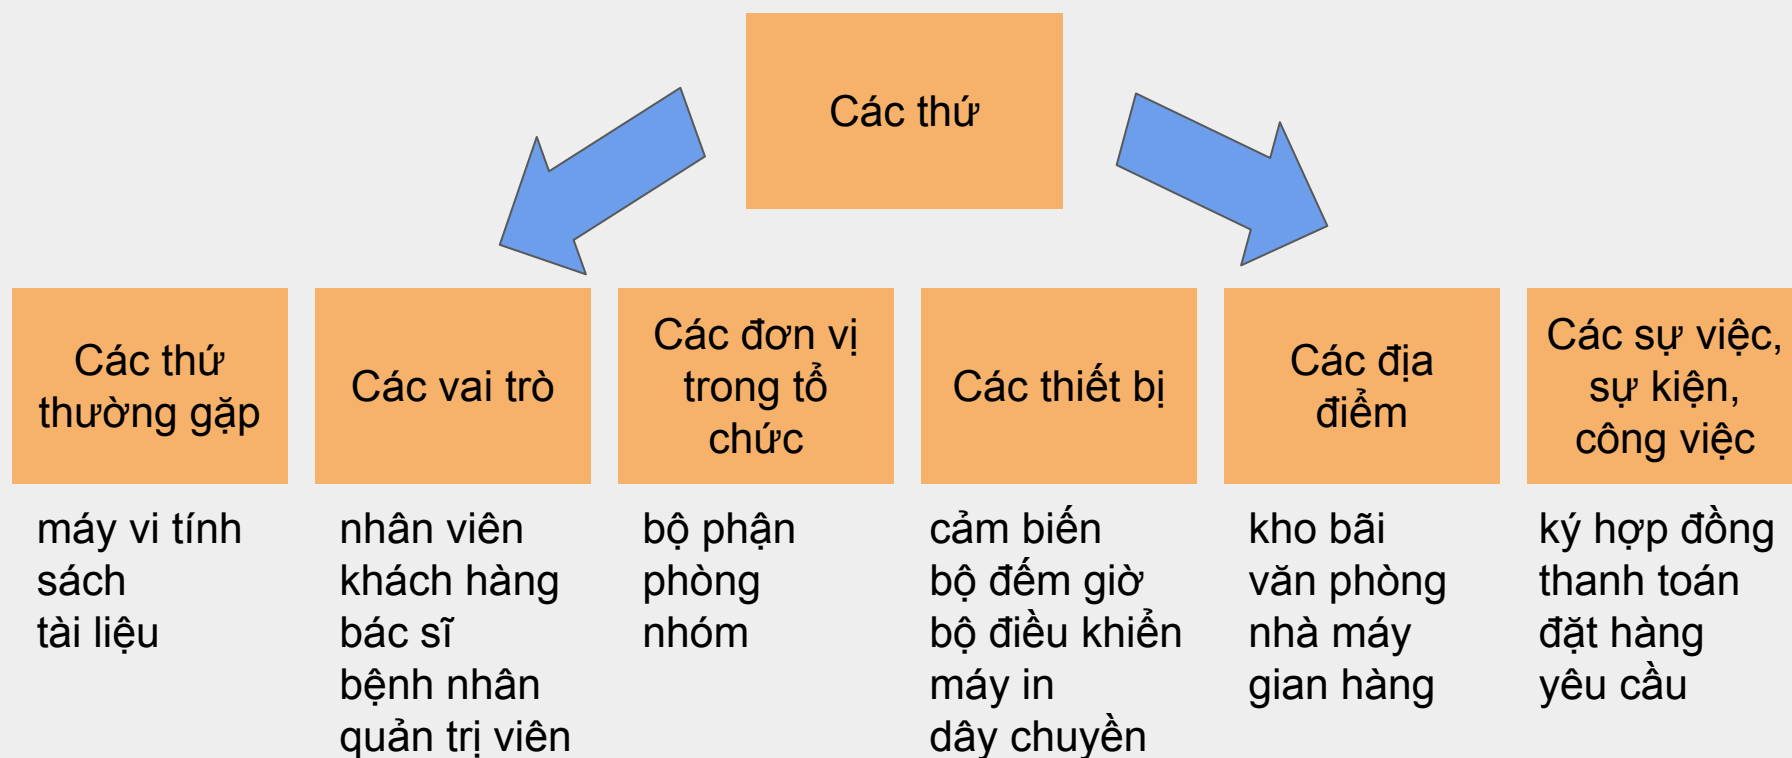 Các thứ
Các thứ
thường gặp
máy vi tính
sách
tài liệu
Các vai trò
nhân viên
khách hàng
bác sĩ
bệnh nhân
quản trị viên
Các đơn vị
trong tổ
chức
bộ phận
phòng
nhóm
Các thiết bị
cảm biến
bộ đếm giờ
bộ điều khiển
máy in
dây chuyền
Các địa
điểm
kho bãi
văn phòng
nhà máy
gian hàng
Các sự việc,
sự kiện,
công việc
ký hợp đồng
thanh toán
đặt hàng
yêu cầu